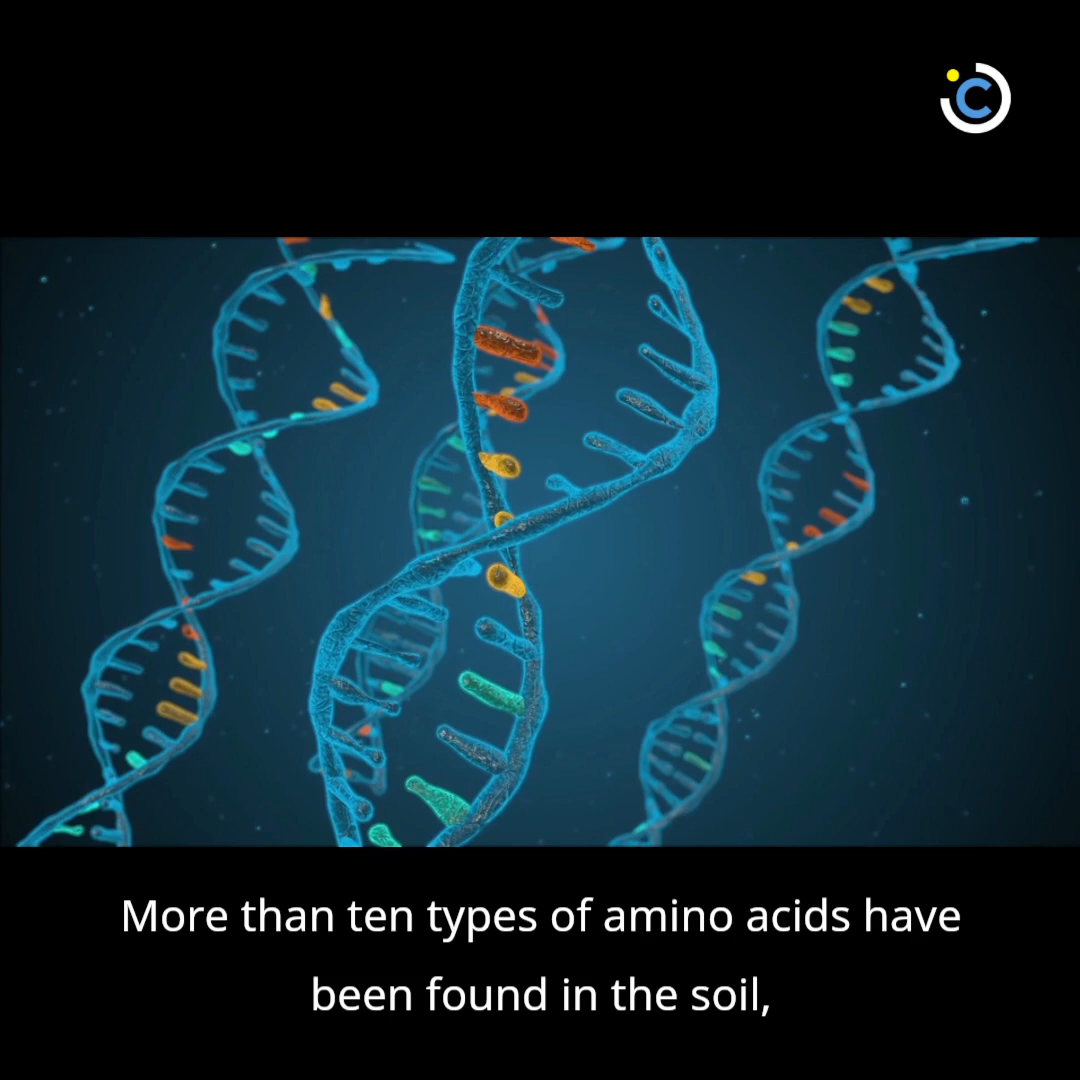 More than ten types of amino acids have
been found in the soil,